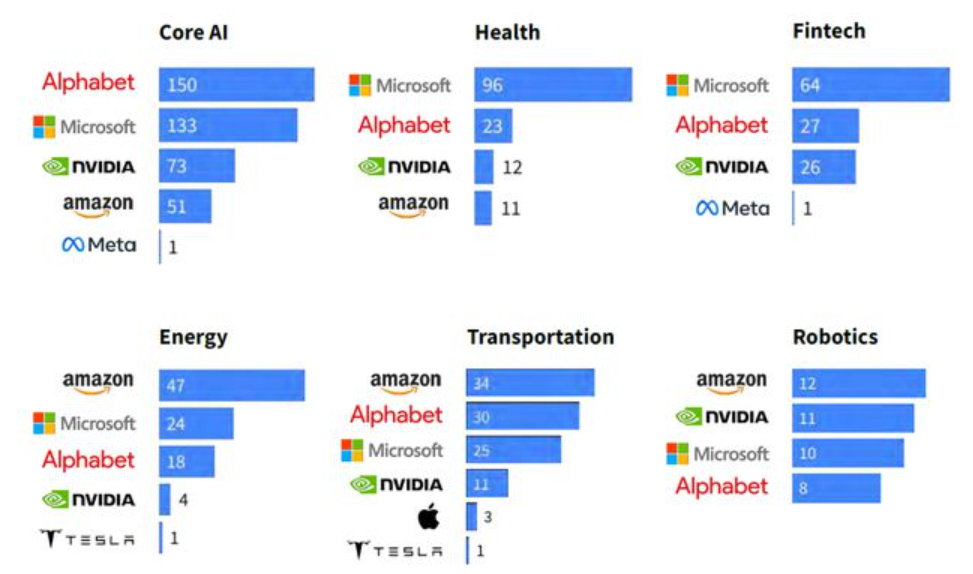 Core AI
Alphabet 150
Microsoft 133
NVIDIA 73
amazon 51
Meta 1
Health
Microsoft 96
Alphabet 23
NVIDIA 12
amazon 11
Fintech
Microsoft 64
Alphabet 27
NVIDIA 26
Meta 1
Energy
amazon 47
Microsoft 24
Alphabet 18
NVIDIA 4
TESLA 1
Transportation
amazon 34
Alphabet 30
Microsoft 25
NVIDIA 11
3
TESLA 1
Robotics
amazon 12
NVIDIA 11
Microsoft 10
Alphabet 8